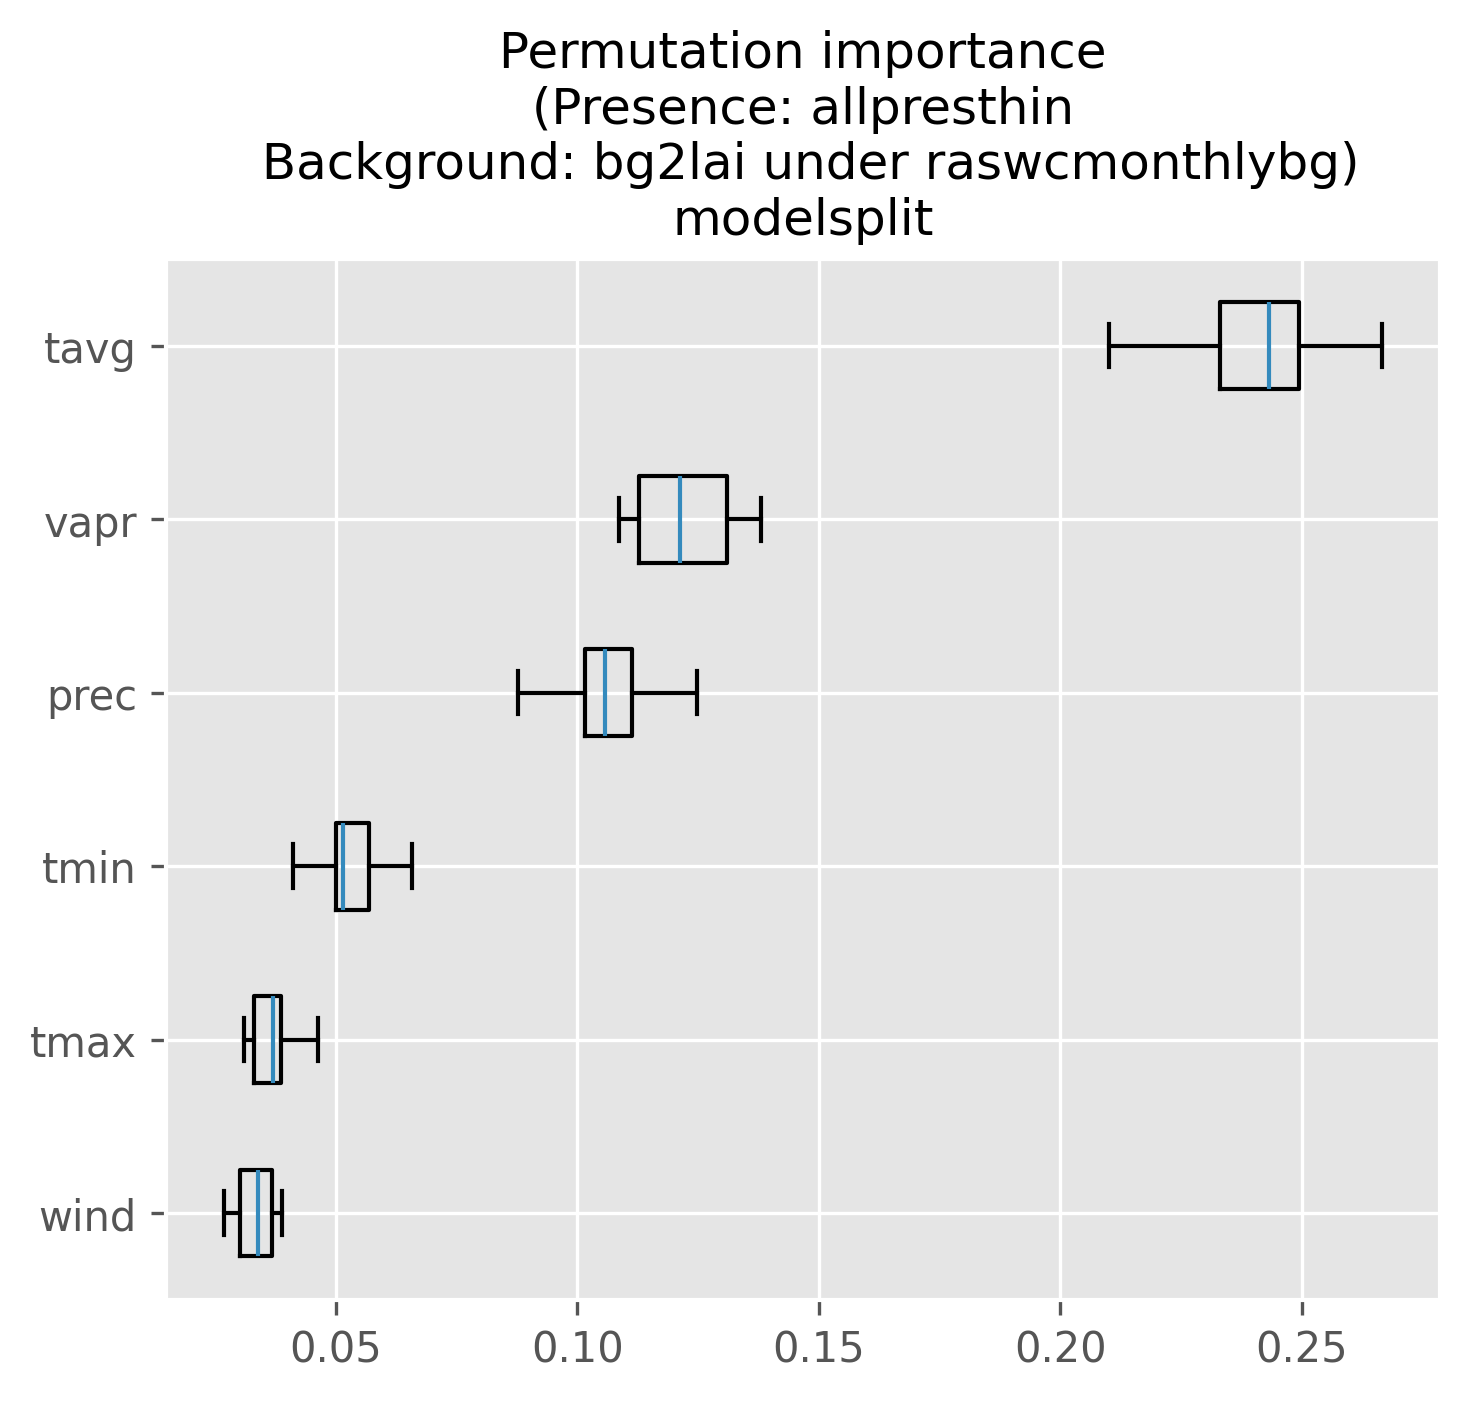 Permutation importance
(Presence: allpresthin
Background: bg2lai under raswcmonthlybg)
modelsplit
tavg
vapr
prec
tmin
tmax
wind
0.05 0.10 0.15 0.20 0.25